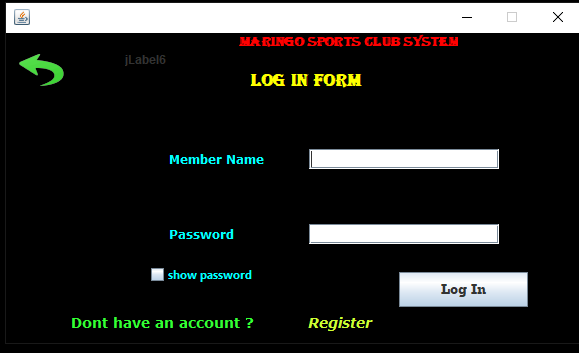 MARINGO SPORTS CLUB SYSTEM
jLabel6
LOG IN FORM
Member Name
Password
show password
Log In
Dont have an account ? Register